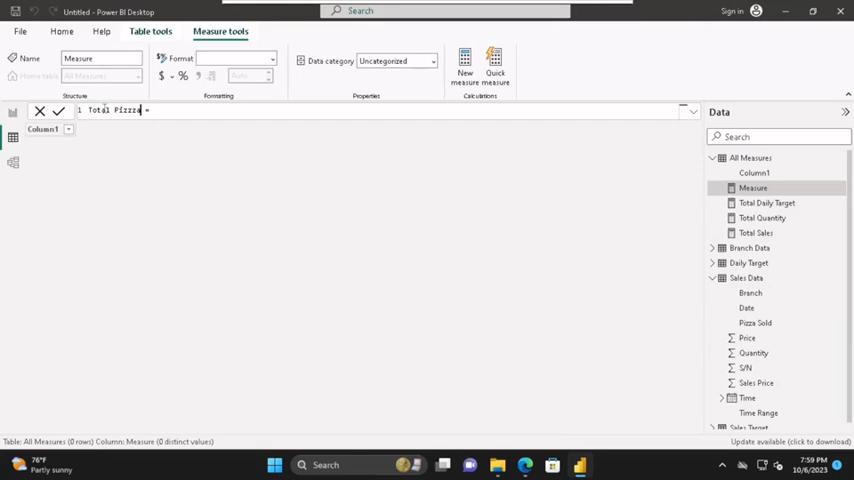 Untitled - Power BI Desktop
Search
Sign in
File
Home
Help
Table tools
Measure tools
Name
Measure
Home table
All Measures
Structure
Format
$
%
Auto
Formatting
Data category
Uncategorized
Properties
New measure
Quick measure
Calculations
1 Total Pizzza =
Column1
Data
Search
All Measures
Column1
Measure
Total Daily Target
Total Quantity
Total Sales
Branch Data
Daily Target
Sales Data
Branch
Date
Pizza Sold
Price
Quantity
S/N
Sales Price
Time
Time Range
Sales Target
Table: All Measures (0 rows) Column: Measure (0 distinct values)
Update available (click to download)
76°F
Partly sunny
Search
7:59 PM
10/6/2023